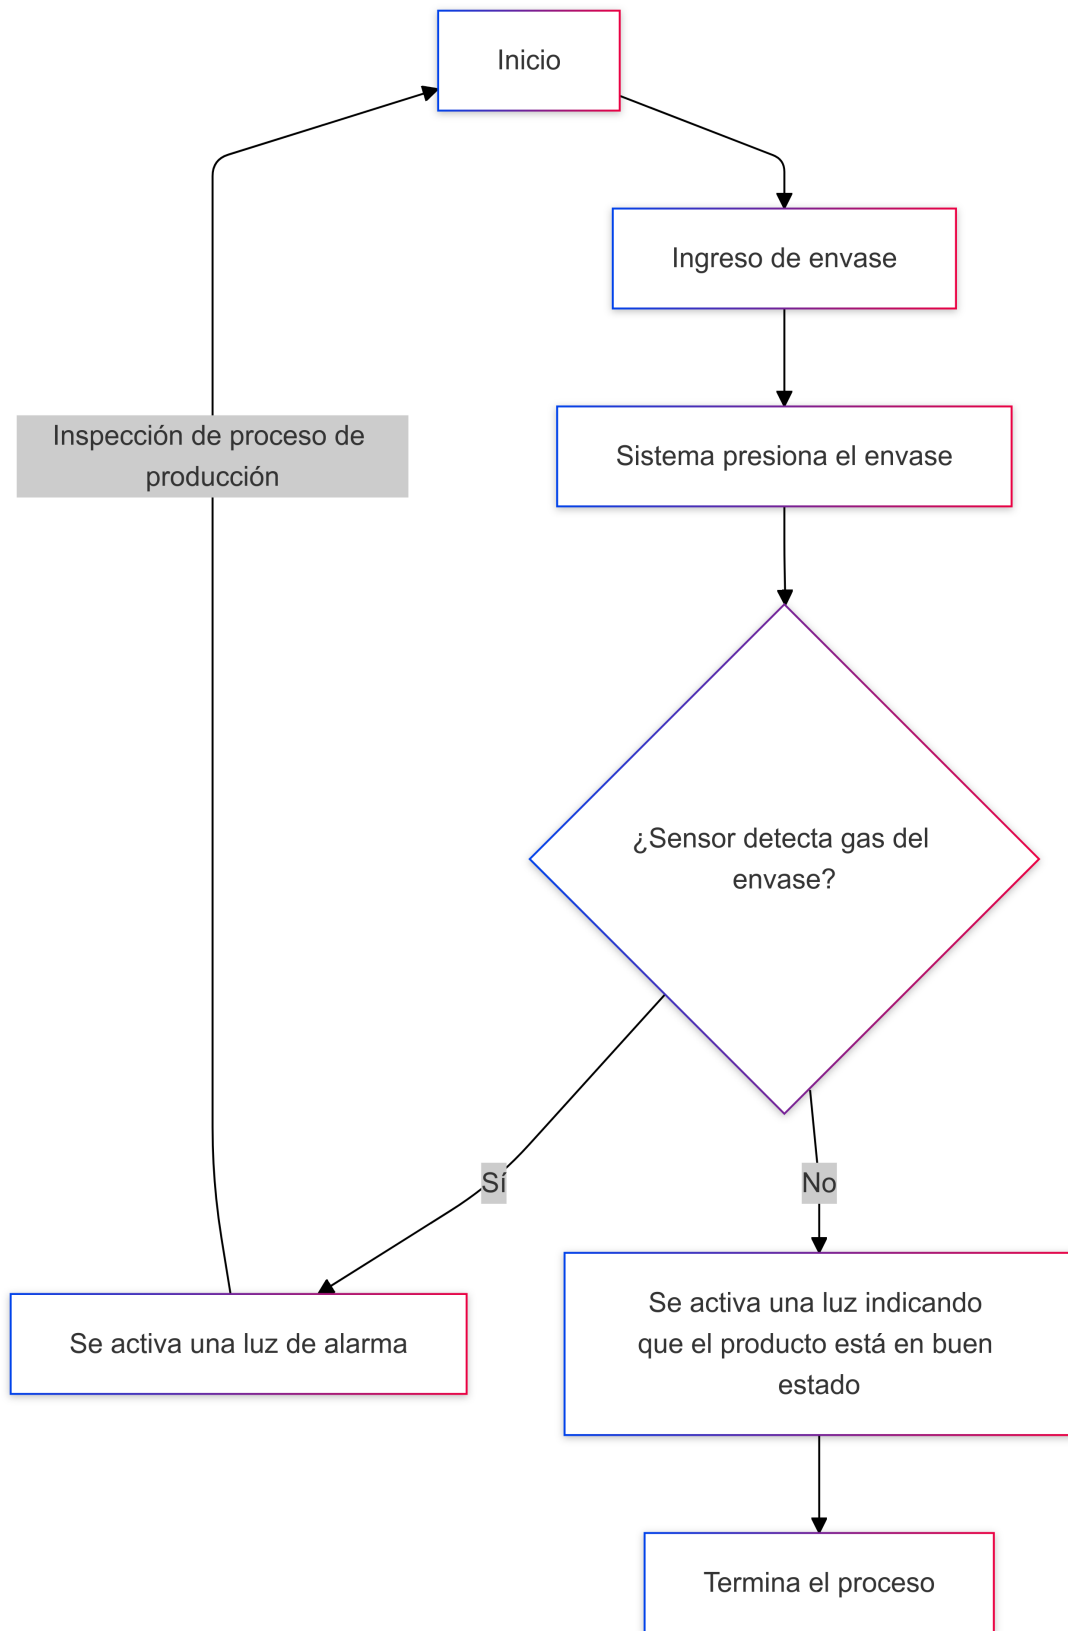 Inicio
Ingreso de envase
Inspección de proceso de
producción
Sistema presiona el envase
¿Sensor detecta gas del
envase?
Sí
No
Se activa una luz de alarma
Se activa una luz indicando
que el producto está en buen
estado
Termina el proceso